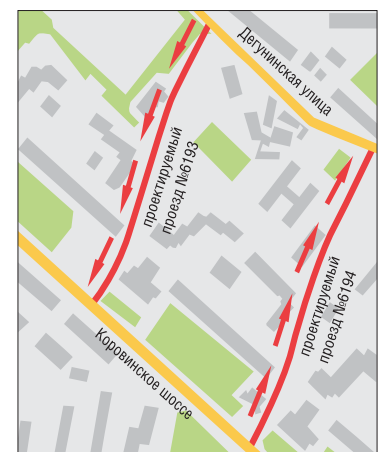 Дегунинская улица
проектируемый
проезд №6193
проектируемый
проезд №6194
Коровинское шоссе